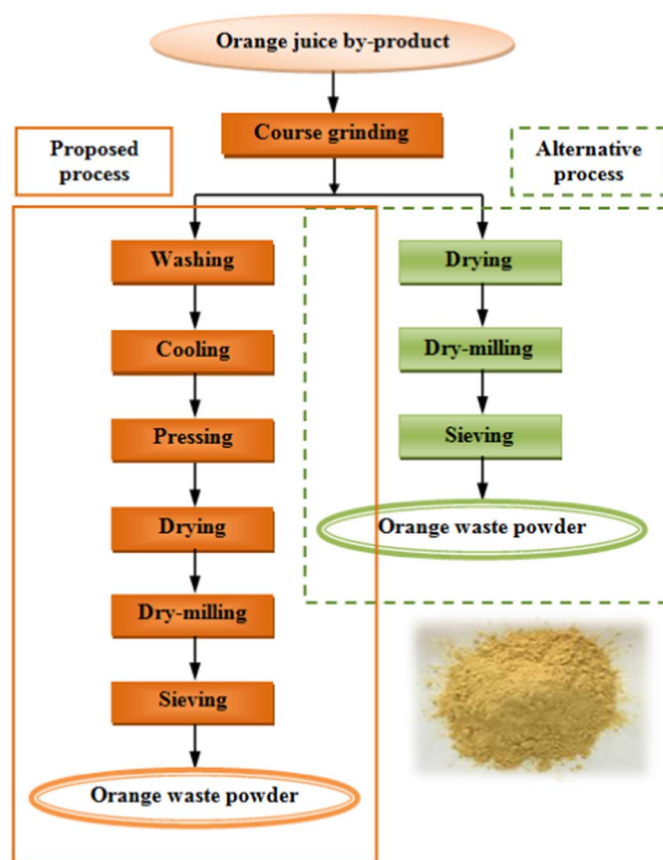 Orange juice by-product
Course grinding
Proposed
process
Alternative
process
Washing
Cooling
Pressing
Drying
Dry-milling
Sieving
Orange waste powder
Drying
Dry-milling
Sieving
Orange waste powder